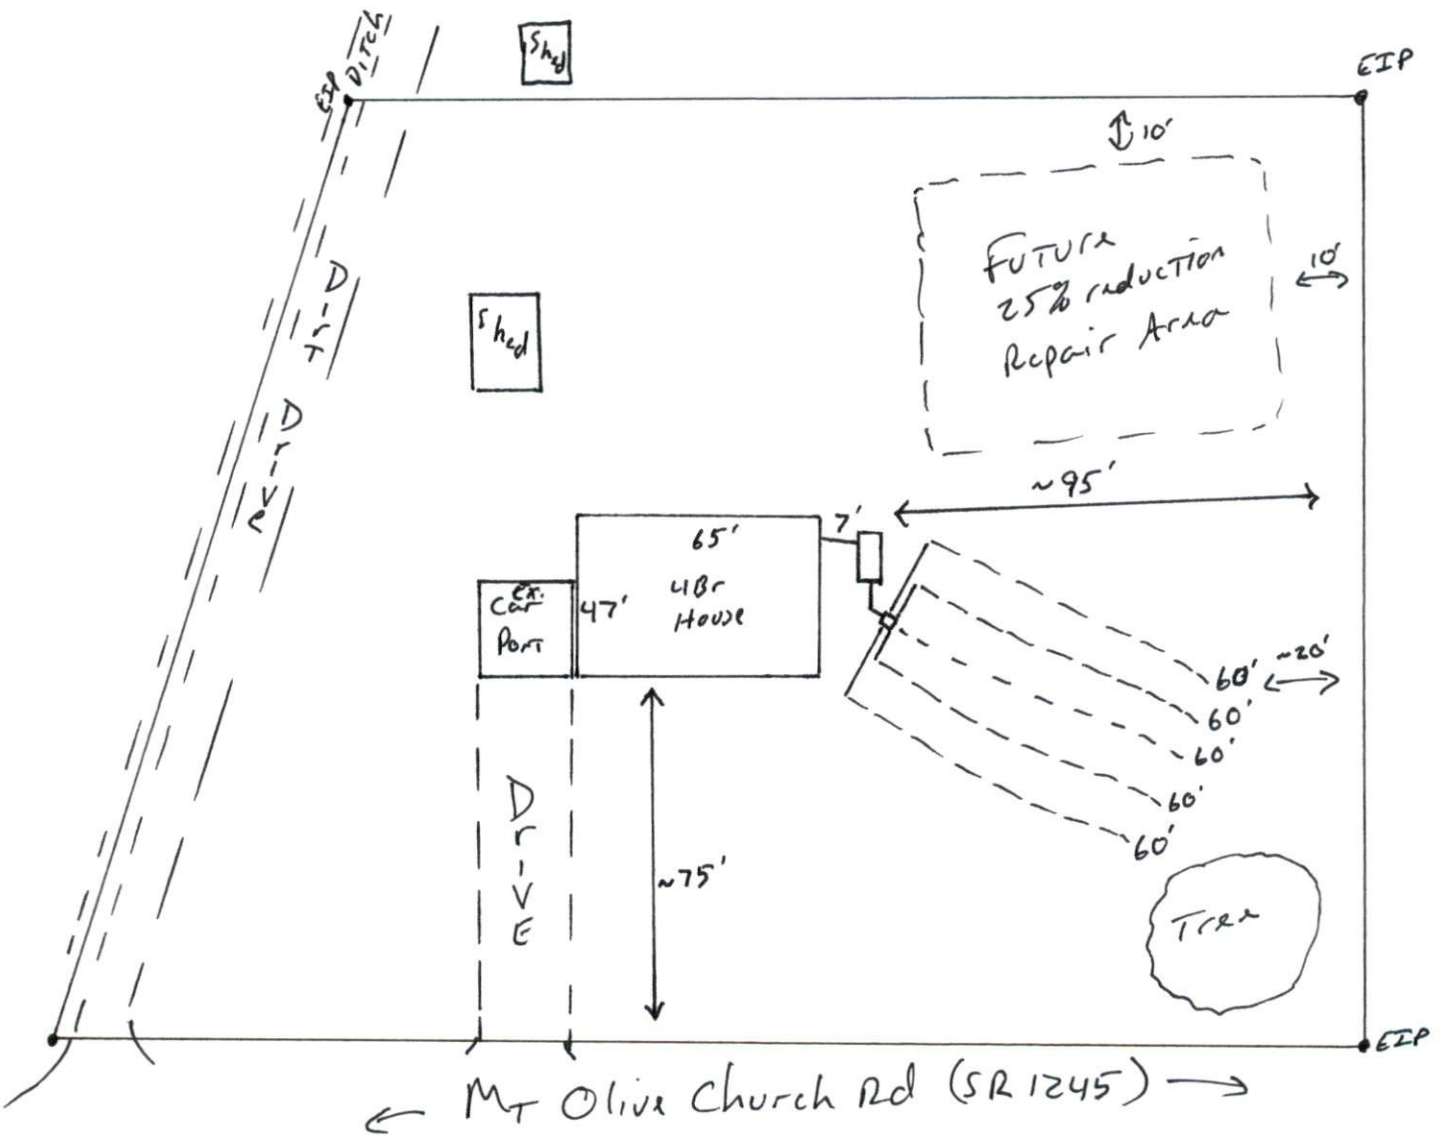 DITCH
EIP
Shed
EIP
10'
Future
25% reduction
Repair Area
10'
Dirt
Drive
Shed
~95'
7'
65'
4Br
House
47'
ex.
Car
Port
60'
60'
60'
60'
60'
~20'
DrIVE
~75'
Tree
EIP
MT Olive Church Rd (SR 1245)